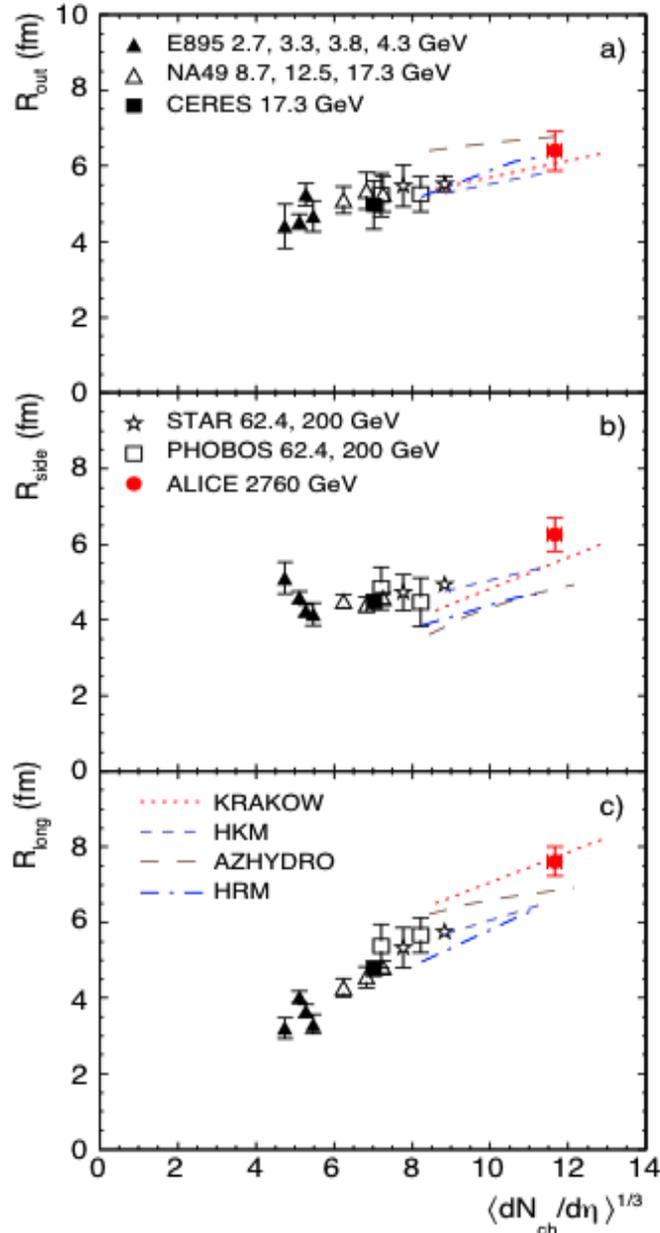 10
R_out (fm)
▲ E895 2.7, 3.3, 3.8, 4.3 GeV
△ NA49 8.7, 12.5, 17.3 GeV
■ CERES 17.3 GeV
a)
8
6
4
2
0
R_side (fm)
☆ STAR 62.4, 200 GeV
□ PHOBOS 62.4, 200 GeV
● ALICE 2760 GeV
b)
8
6
4
2
0
R_long (fm)
KRAKOW
HKM
AZHYDRO
HRM
c)
8
6
4
2
0
0 2 4 6 8 10 12 14
⟨dN_ch/dη⟩^1/3